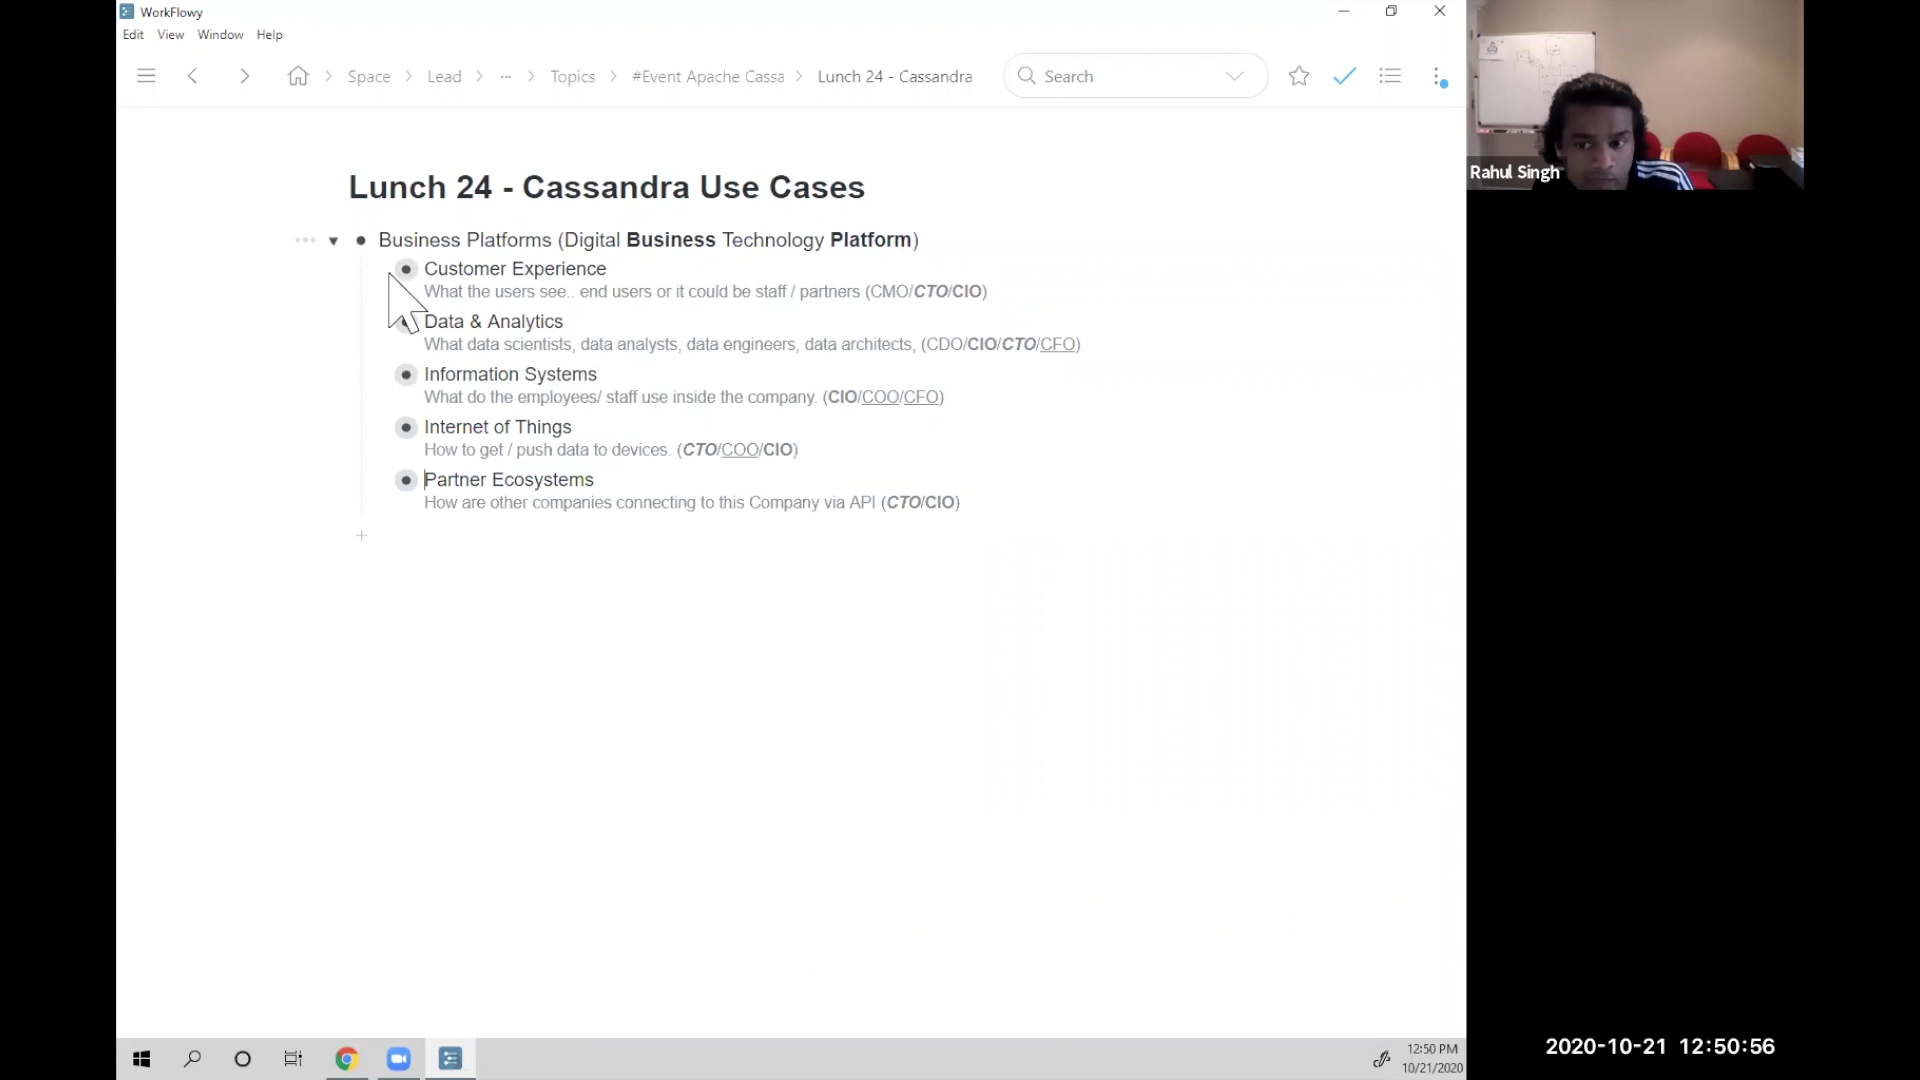 WorkFlowy
Edit View Window Help
Space Lead ... Topics #Event Apache Cassa Lunch 24 - Cassandra Search
Lunch 24 - Cassandra Use Cases
Business Platforms (Digital Business Technology Platform)
Customer Experience
What the users see.. end users or it could be staff / partners (CMO/CTO/CIO)
Data & Analytics
What data scientists, data analysts, data engineers, data architects, (CDO/CIO/CTO/CFO)
Information Systems
What do the employees/ staff use inside the company. (CIO/COO/CFO)
Internet of Things
How to get / push data to devices. (CTO/COO/CIO)
Partner Ecosystems
How are other companies connecting to this Company via API (CTO/CIO)
Rahul Singh
12:50 PM
10/21/2020
2020-10-21 12:50:56